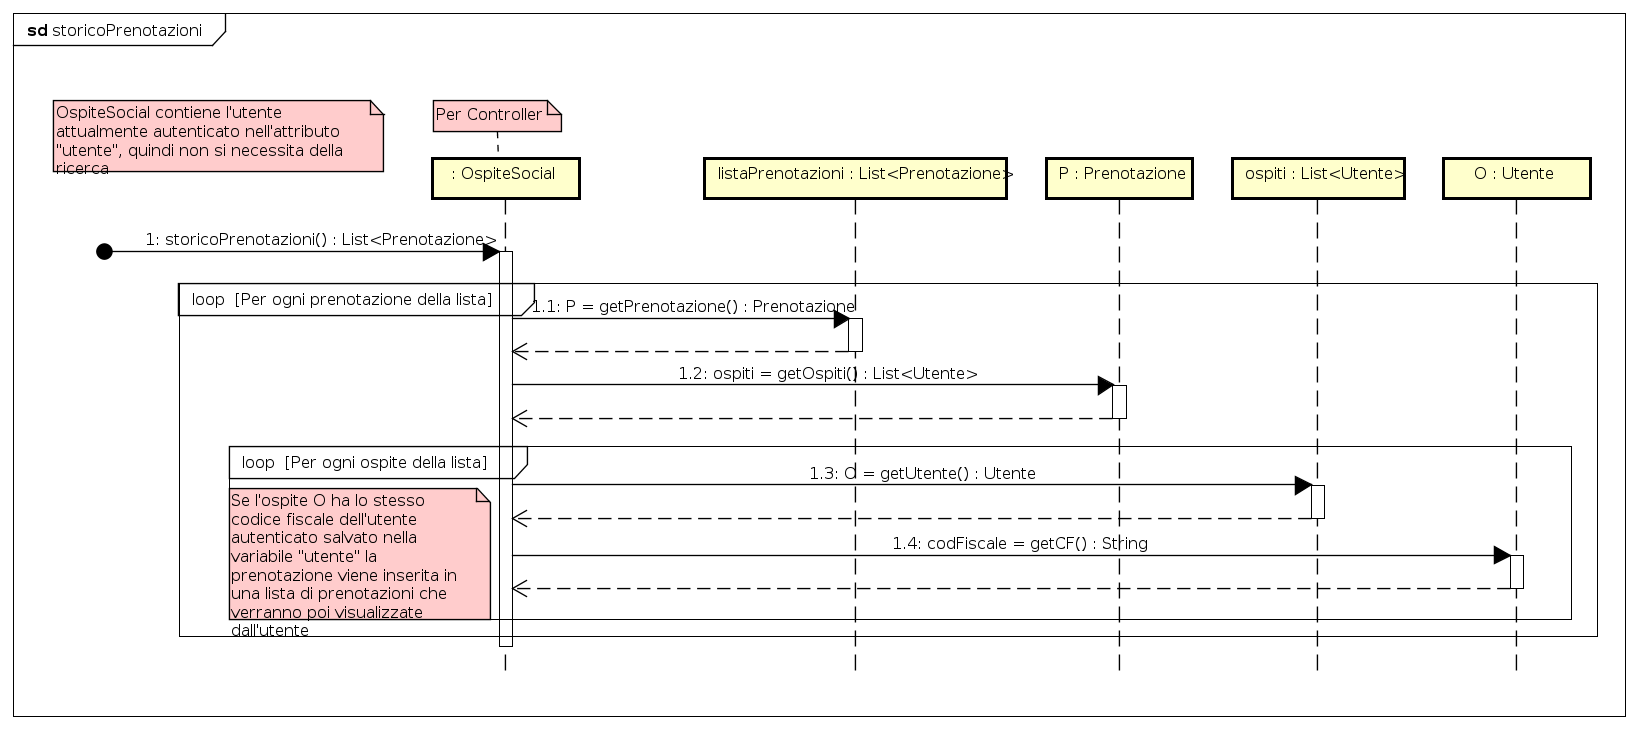 sd storicoPrenotazioni
OspiteSocial contiene l'utente
attualmente autenticato nell'attributo
"utente", quindi non si necessita della
ricerca
Per Controller
: OspiteSocial
listaPrenotazioni : List<Prenotazione>
P : Prenotazione
ospiti : List<Utente>
O : Utente
1: storicoPrenotazioni() : List<Prenotazione>
loop [Per ogni prenotazione della lista]
1.1: P = getPrenotazione() : Prenotazione
1.2: ospiti = getOspiti() : List<Utente>
loop [Per ogni ospite della lista]
1.3: O = getUtente() : Utente
Se l'ospite O ha lo stesso
codice fiscale dell'utente
autenticato salvato nella
variabile "utente" la
prenotazione viene inserita in
una lista di prenotazioni che
verranno poi visualizzate
dall'utente
1.4: codFiscale = getCF() : String